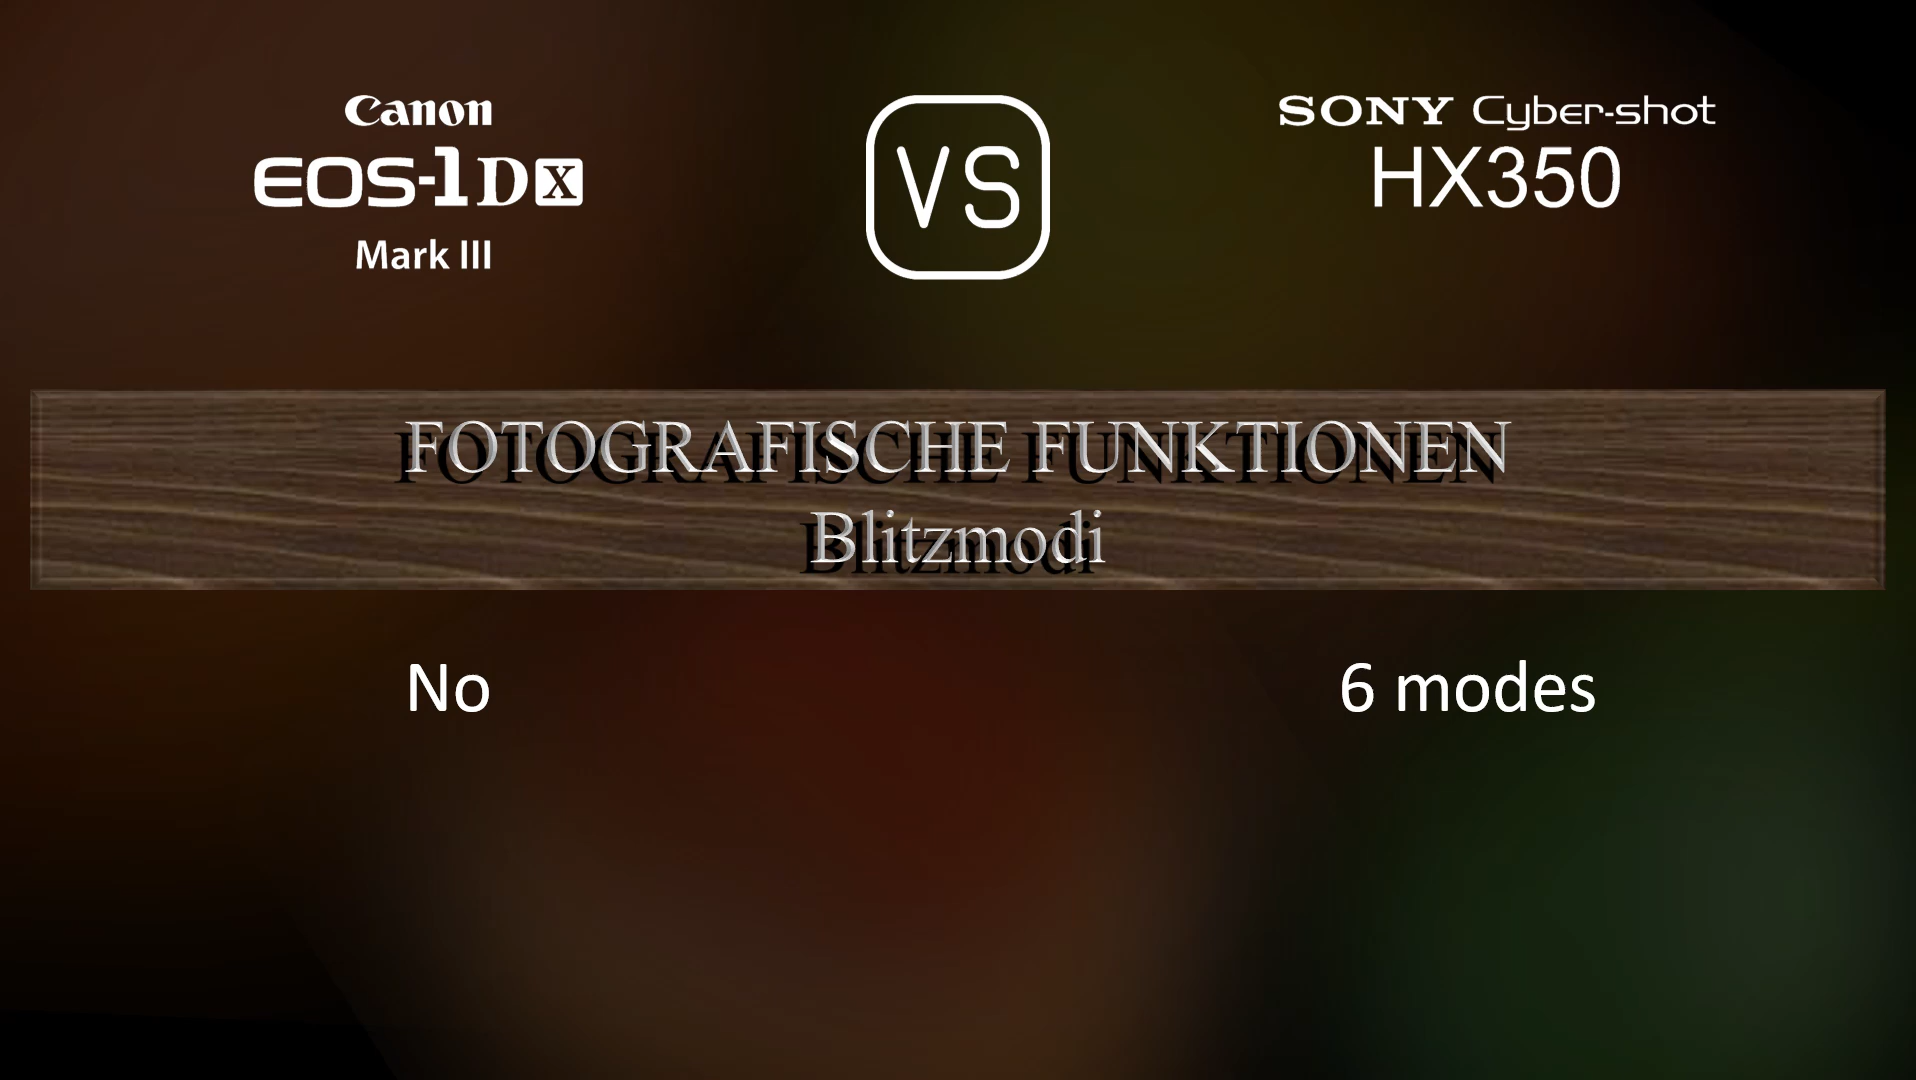 Canon
EOS-1DX
Mark III
VS
SONY Cyber-shot
HX350
FOTOGRAFISCHE FUNKTIONEN
Blitzmodi
No
6 modes